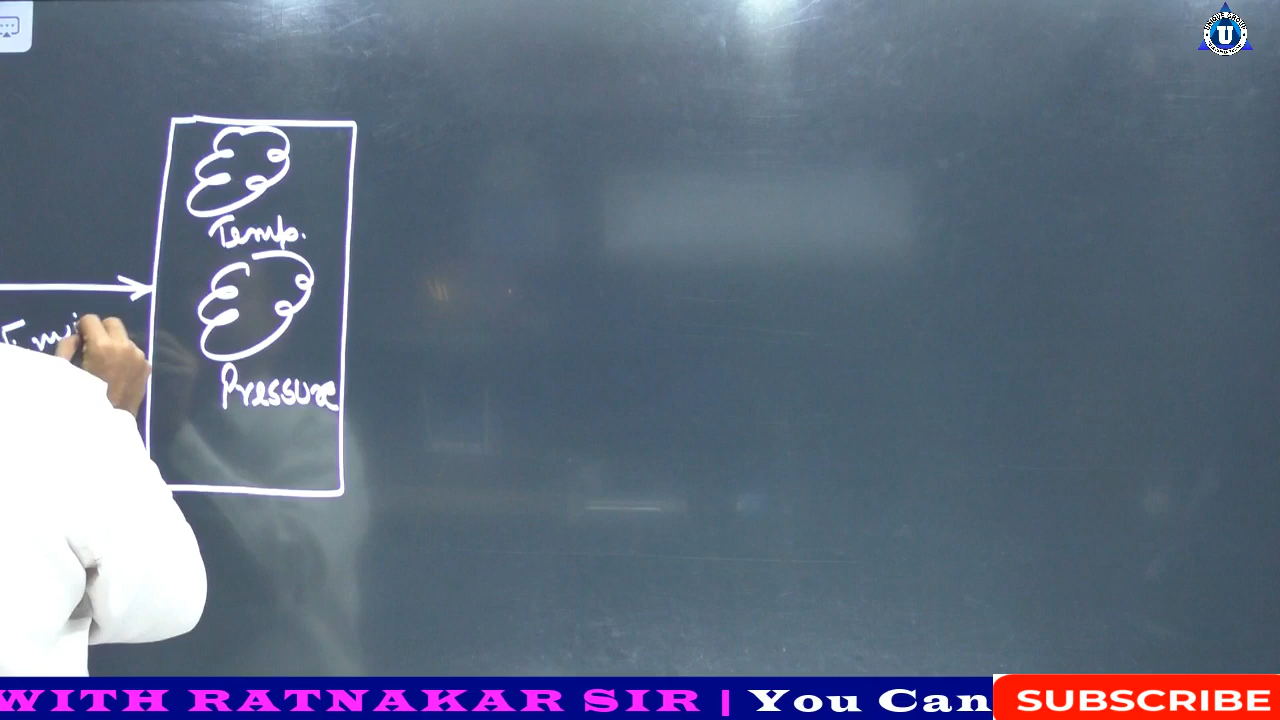 Temp.
Pressure
U
WITH RATNAKAR SIR | You Can
SUBSCRIBE